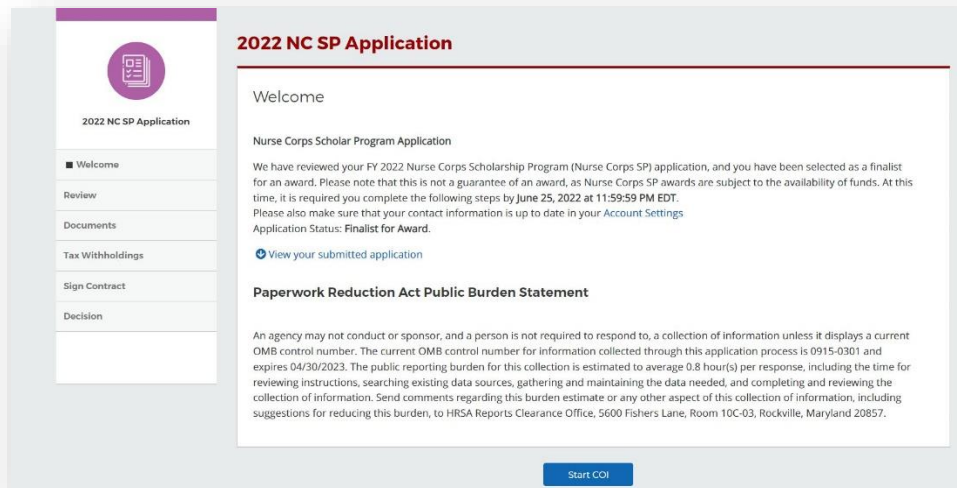 2022 NC SP Application
Welcome
Review
Documents
Tax Withholdings
Sign Contract
Decision
2022 NC SP Application
Welcome
Nurse Corps Scholar Program Application
We have reviewed your FY 2022 Nurse Corps Scholarship Program (Nurse Corps SP) application, and you have been selected as a finalist
for an award. Please note that this is not a guarantee of an award, as Nurse Corps SP awards are subject to the availability of funds. At this
time, it is required you complete the following steps by June 25, 2022 at 11:59:59 PM EDT.
Please also make sure that your contact information is up to date in your Account Settings
Application Status: Finalist for Award.
View your submitted application
Paperwork Reduction Act Public Burden Statement
An agency may not conduct or sponsor, and a person is not required to respond to, a collection of information unless it displays a current
OMB control number. The current OMB control number for information collected through this application process is 0915-0301 and
expires 04/30/2023. The public reporting burden for this collection is estimated to average 0.8 hour(s) per response, including the time for
reviewing instructions, searching existing data sources, gathering and maintaining the data needed, and completing and reviewing the
collection of information. Send comments regarding this burden estimate or any other aspect of this collection of information, including
suggestions for reducing this burden, to HRSA Reports Clearance Office, 5600 Fishers Lane, Room 10C-03, Rockville, Maryland 20857.
Start COI